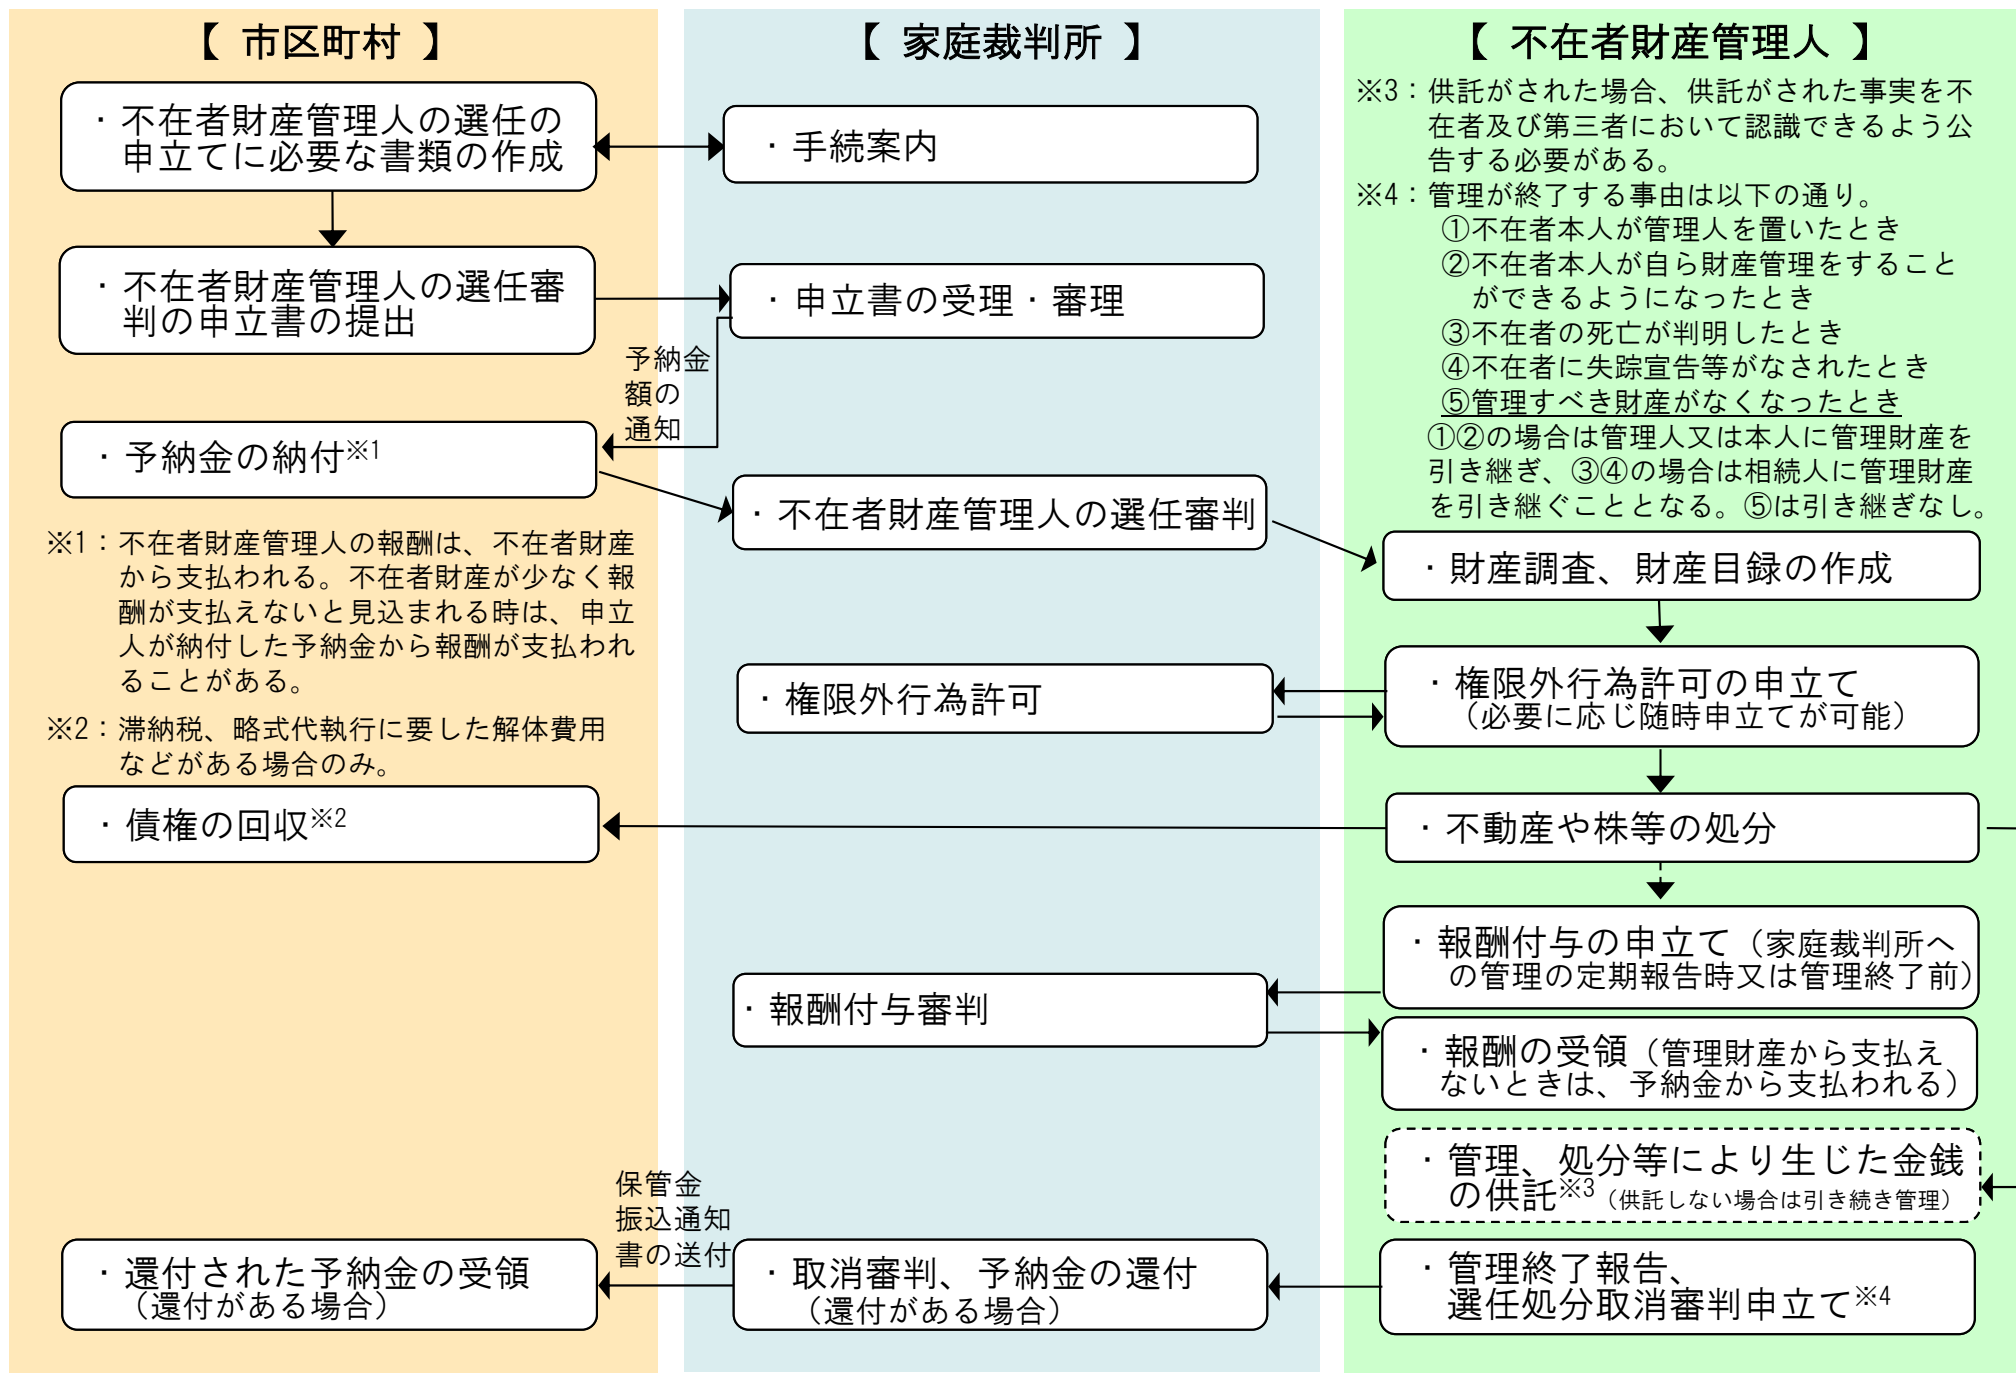 【 市区町村 】
・不在者財産管理人の選任の
申立てに必要な書類の作成
・不在者財産管理人の選任審
判の申立書の提出
予納金
額の
通知
・予納金の納付※1
※1：不在者財産管理人の報酬は、不在者財産
から支払われる。不在者財産が少なく報
酬が支払えないと見込まれる時は、申立
人が納付した予納金から報酬が支払われ
ることがある。
※2：滞納税、略式代執行に要した解体費用
などがある場合のみ。
・債権の回収※2
保管金
振込通知
書の送付
・還付された予納金の受領
（還付がある場合）
【 家庭裁判所 】
・手続案内
・申立書の受理・審理
・不在者財産管理人の選任審判
・権限外行為許可
・報酬付与審判
・取消審判、予納金の還付
（還付がある場合）
【 不在者財産管理人 】
※3：供託がされた場合、供託がされた事実を不
在者及び第三者において認識できるよう公
告する必要がある。
※4：管理が終了する事由は以下の通り。
①不在者本人が管理人を置いたとき
②不在者本人が自ら財産管理をすること
ができるようになったとき
③不在者の死亡が判明したとき
④不在者に失踪宣告等がなされたとき
⑤管理すべき財産がなくなったとき
①②の場合は管理人又は本人に管理財産を
引き継ぎ、③④の場合は相続人に管理財産
を引き継ぐこととなる。⑤は引き継ぎなし。
・財産調査、財産目録の作成
・権限外行為許可の申立て
（必要に応じ随時申立てが可能）
・不動産や株等の処分
・報酬付与の申立て（家庭裁判所へ
の管理の定期報告時又は管理終了前）
・報酬の受領（管理財産から支払え
ないときは、予納金から支払われる）
・管理、処分等により生じた金銭
の供託※3（供託しない場合は引き続き管理）
・管理終了報告、
選任処分取消審判申立て※4